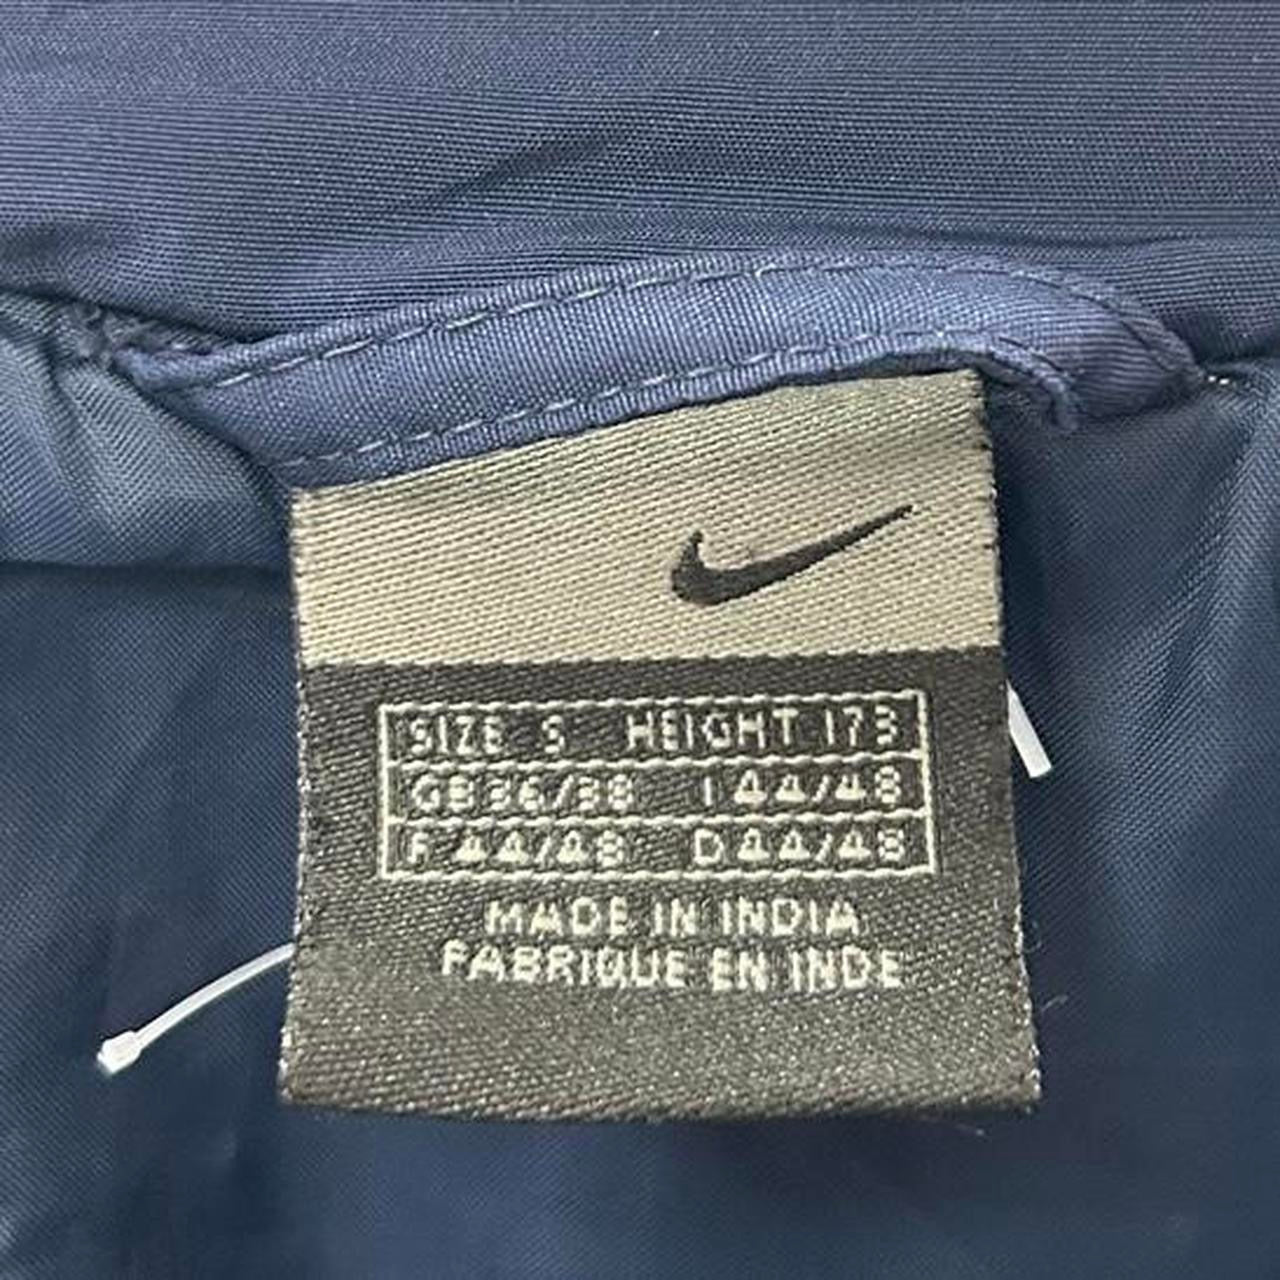 SIZE S HEIGHT 173
GB 36/38 I 44/48
F 44/48 D 44/48
MADE IN INDIA
FABRIQUE EN INDE